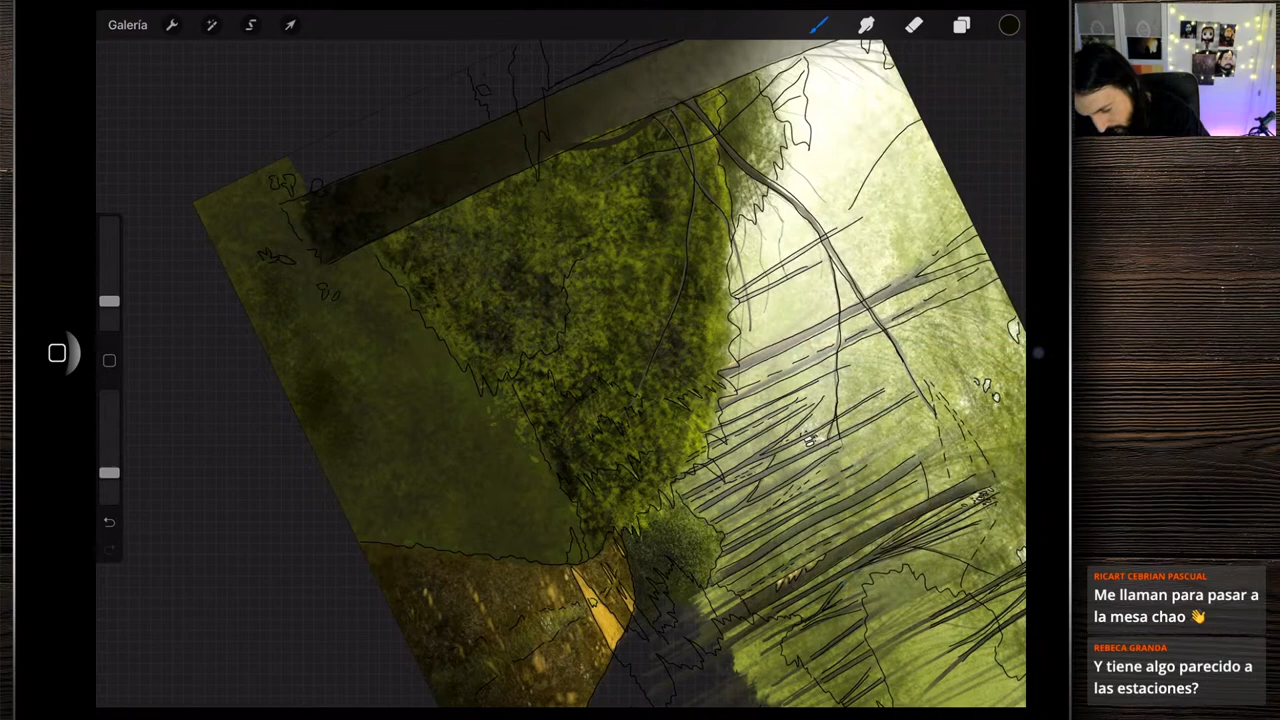 Galería
RICART CEBRIAN PASCUAL
Me llaman para pasar a
la mesa chao 👋
REBECA GRANDA
Y tiene algo parecido a
las estaciones?